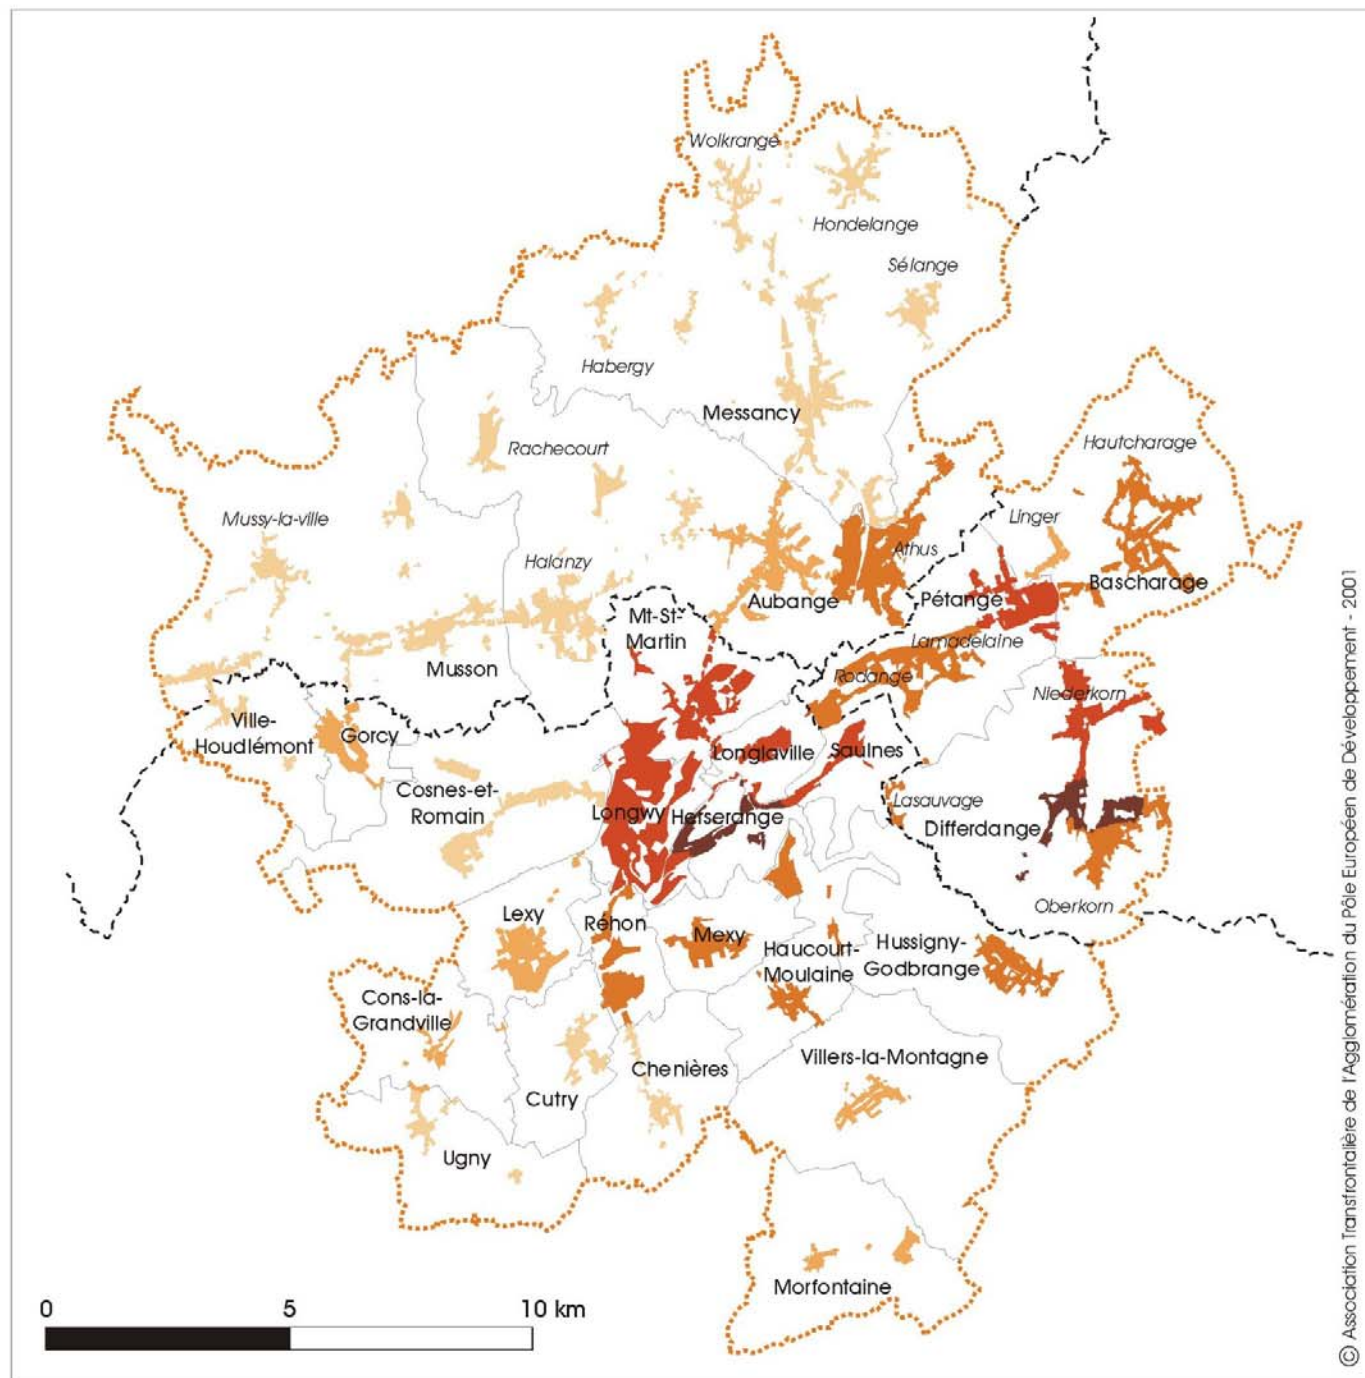 Wolkrange
Hondelange
Sélange
Habergy
Messancy
Hautcharage
Rachecourt
Mussy-la-ville
Linger
Athus
Halanzy
Bascharage
Aubange
Pétange
Mt-St-
Martin
Lamadelaine
Musson
Rodange
Niederkorn
Ville-
Houdlémont
Gorcy
Longlaville
Saulnes
Cosnes-et-
Romain
Lasauvage
Longwy
Herserange
Differdange
Oberkorn
Lexy
Réhon
Mexy
Haucourt-
Moulaine
Hussigny-
Godbrange
Cons-la-
Grandville
Villers-la-Montagne
Chenières
Cutry
Ugny
Morfontaine
0 5 10 km
© Association Transfrontalière de l'Agglomération du Pôle Européen de Développement - 2001